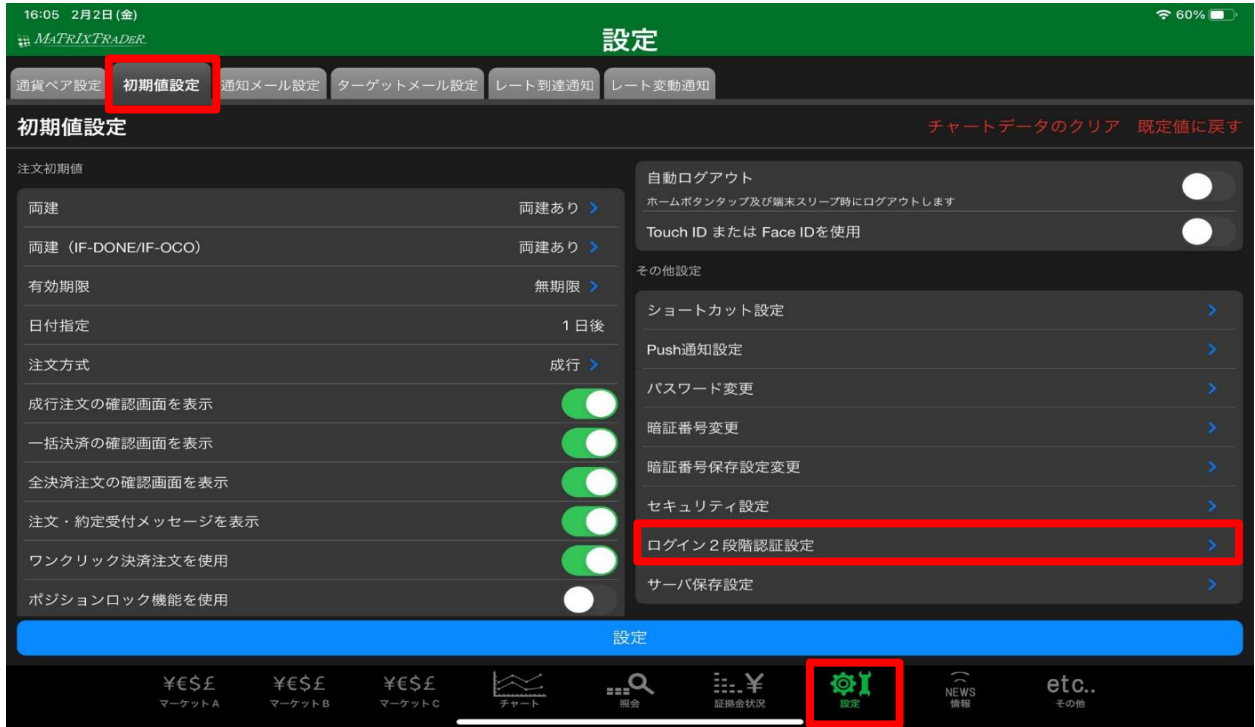 16:05 2月2日(金)
60%
MATRIXTRADER
設定
通貨ペア設定 初期値設定 通知メール設定 ターゲットメール設定 レート到達通知 レート変動通知
初期値設定
チャートデータのクリア 既定値に戻す
注文初期値
両建 両建あり
両建（IF-DONE/IF-OCO） 両建あり
有効期限 無期限
日付指定 1日後
注文方式 成行
成行注文の確認画面を表示
一括決済の確認画面を表示
全決済注文の確認画面を表示
注文・約定受付メッセージを表示
ワンクリック決済注文を使用
ポジションロック機能を使用
自動ログアウト
ホームボタンタップ及び端末スリープ時にログアウトします
Touch ID または Face IDを使用
その他設定
ショートカット設定
Push通知設定
パスワード変更
暗証番号変更
暗証番号保存設定変更
セキュリティ設定
ログイン２段階認証設定
サーバ保存設定
設定
¥€$£ ¥€$£ ¥€$£ ¥ NEWS etc..
マーケットA マーケットB マーケットC チャート 照会 証拠金状況 設定 情報 その他